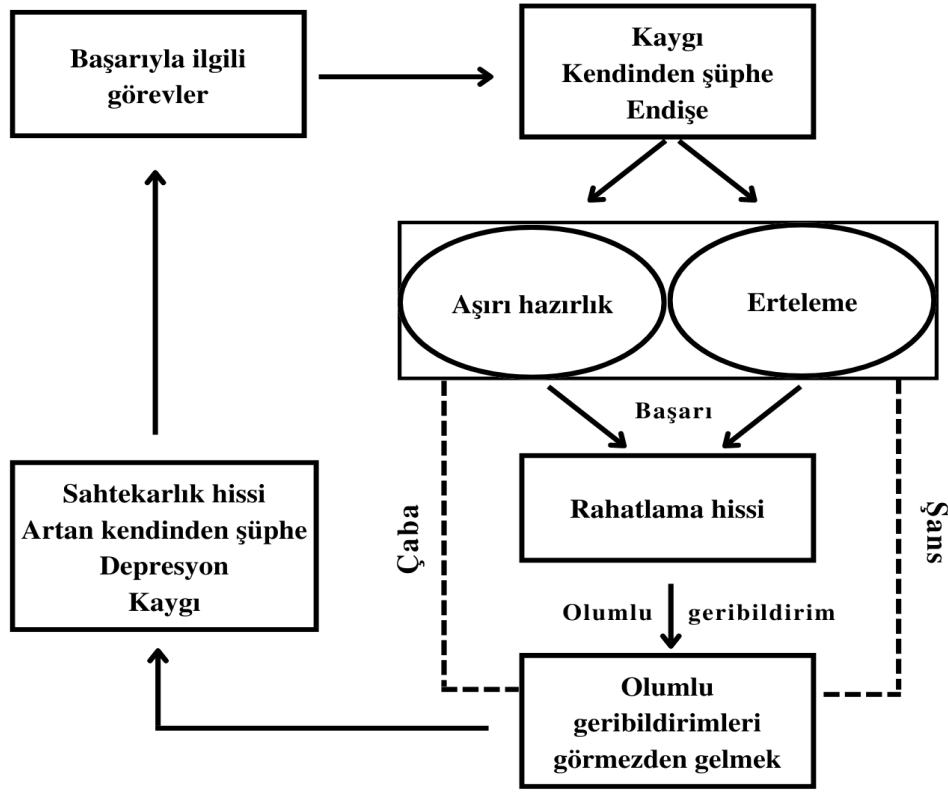 Başarıyla ilgili
görevler
Kaygı
Kendinden şüphe
Endişe
Aşırı hazırlık
Erteleme
Başarı
Rahatlama hissi
Çaba
Şans
Olumlu geribildirim
Olumlu
geribildirimleri
görmezden gelmek
Sahtekarlık hissi
Artan kendinden şüphe
Depresyon
Kaygı